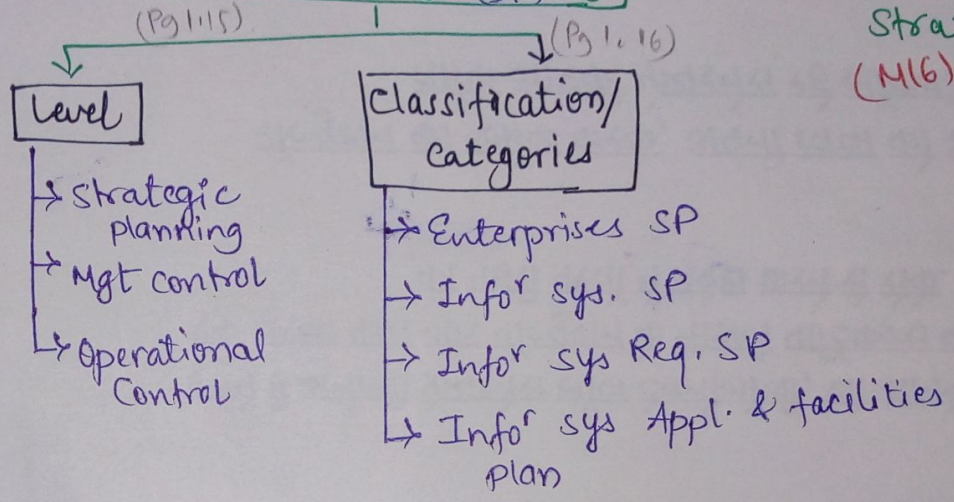 (Pg 1.15)
(Pg 1.16)
Stra
(M16)
Level
Classification/
categories
Strategic
planning
Mgt control
Operational
Control
Enterprises SP
Infoʳ sys. SP
Infoʳ sys Req. SP
Infoʳ sys Appl. & facilities
plan